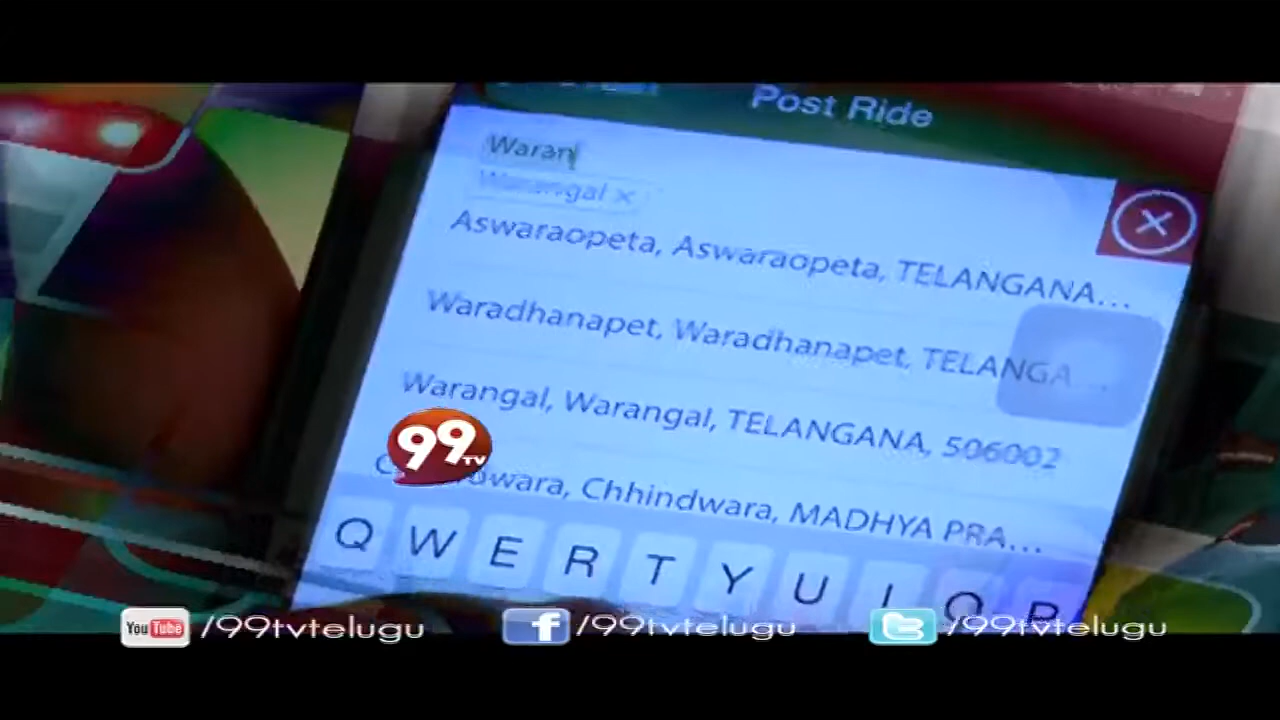 Post Ride
Waran
Warangal ×
Aswaraopeta, Aswaraopeta, TELANGANA...
Waradhanapet, Waradhanapet, TELANGA...
Warangal, Warangal, TELANGANA, 506002
99 TV
Chhindwara, MADHYA PRA...
Q W E R T Y U I O P
YouTube /99tvtelugu f /99tvtelugu /99tvtelugu